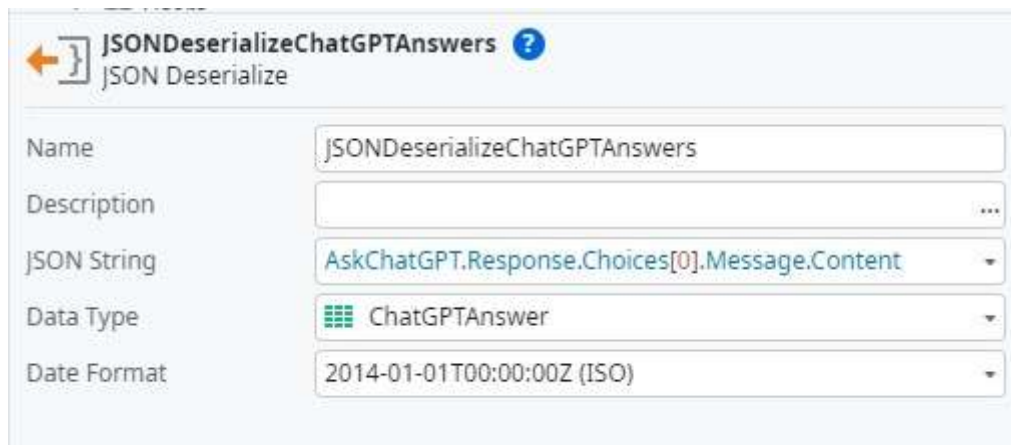 JSONDeserializeChatGPTAnswers ?
JSON Deserialize
Name JSONDeserializeChatGPTAnswers
Description ...
JSON String AskChatGPT.Response.Choices[0].Message.Content
Data Type ChatGPTAnswer
Date Format 2014-01-01T00:00:00Z (ISO)